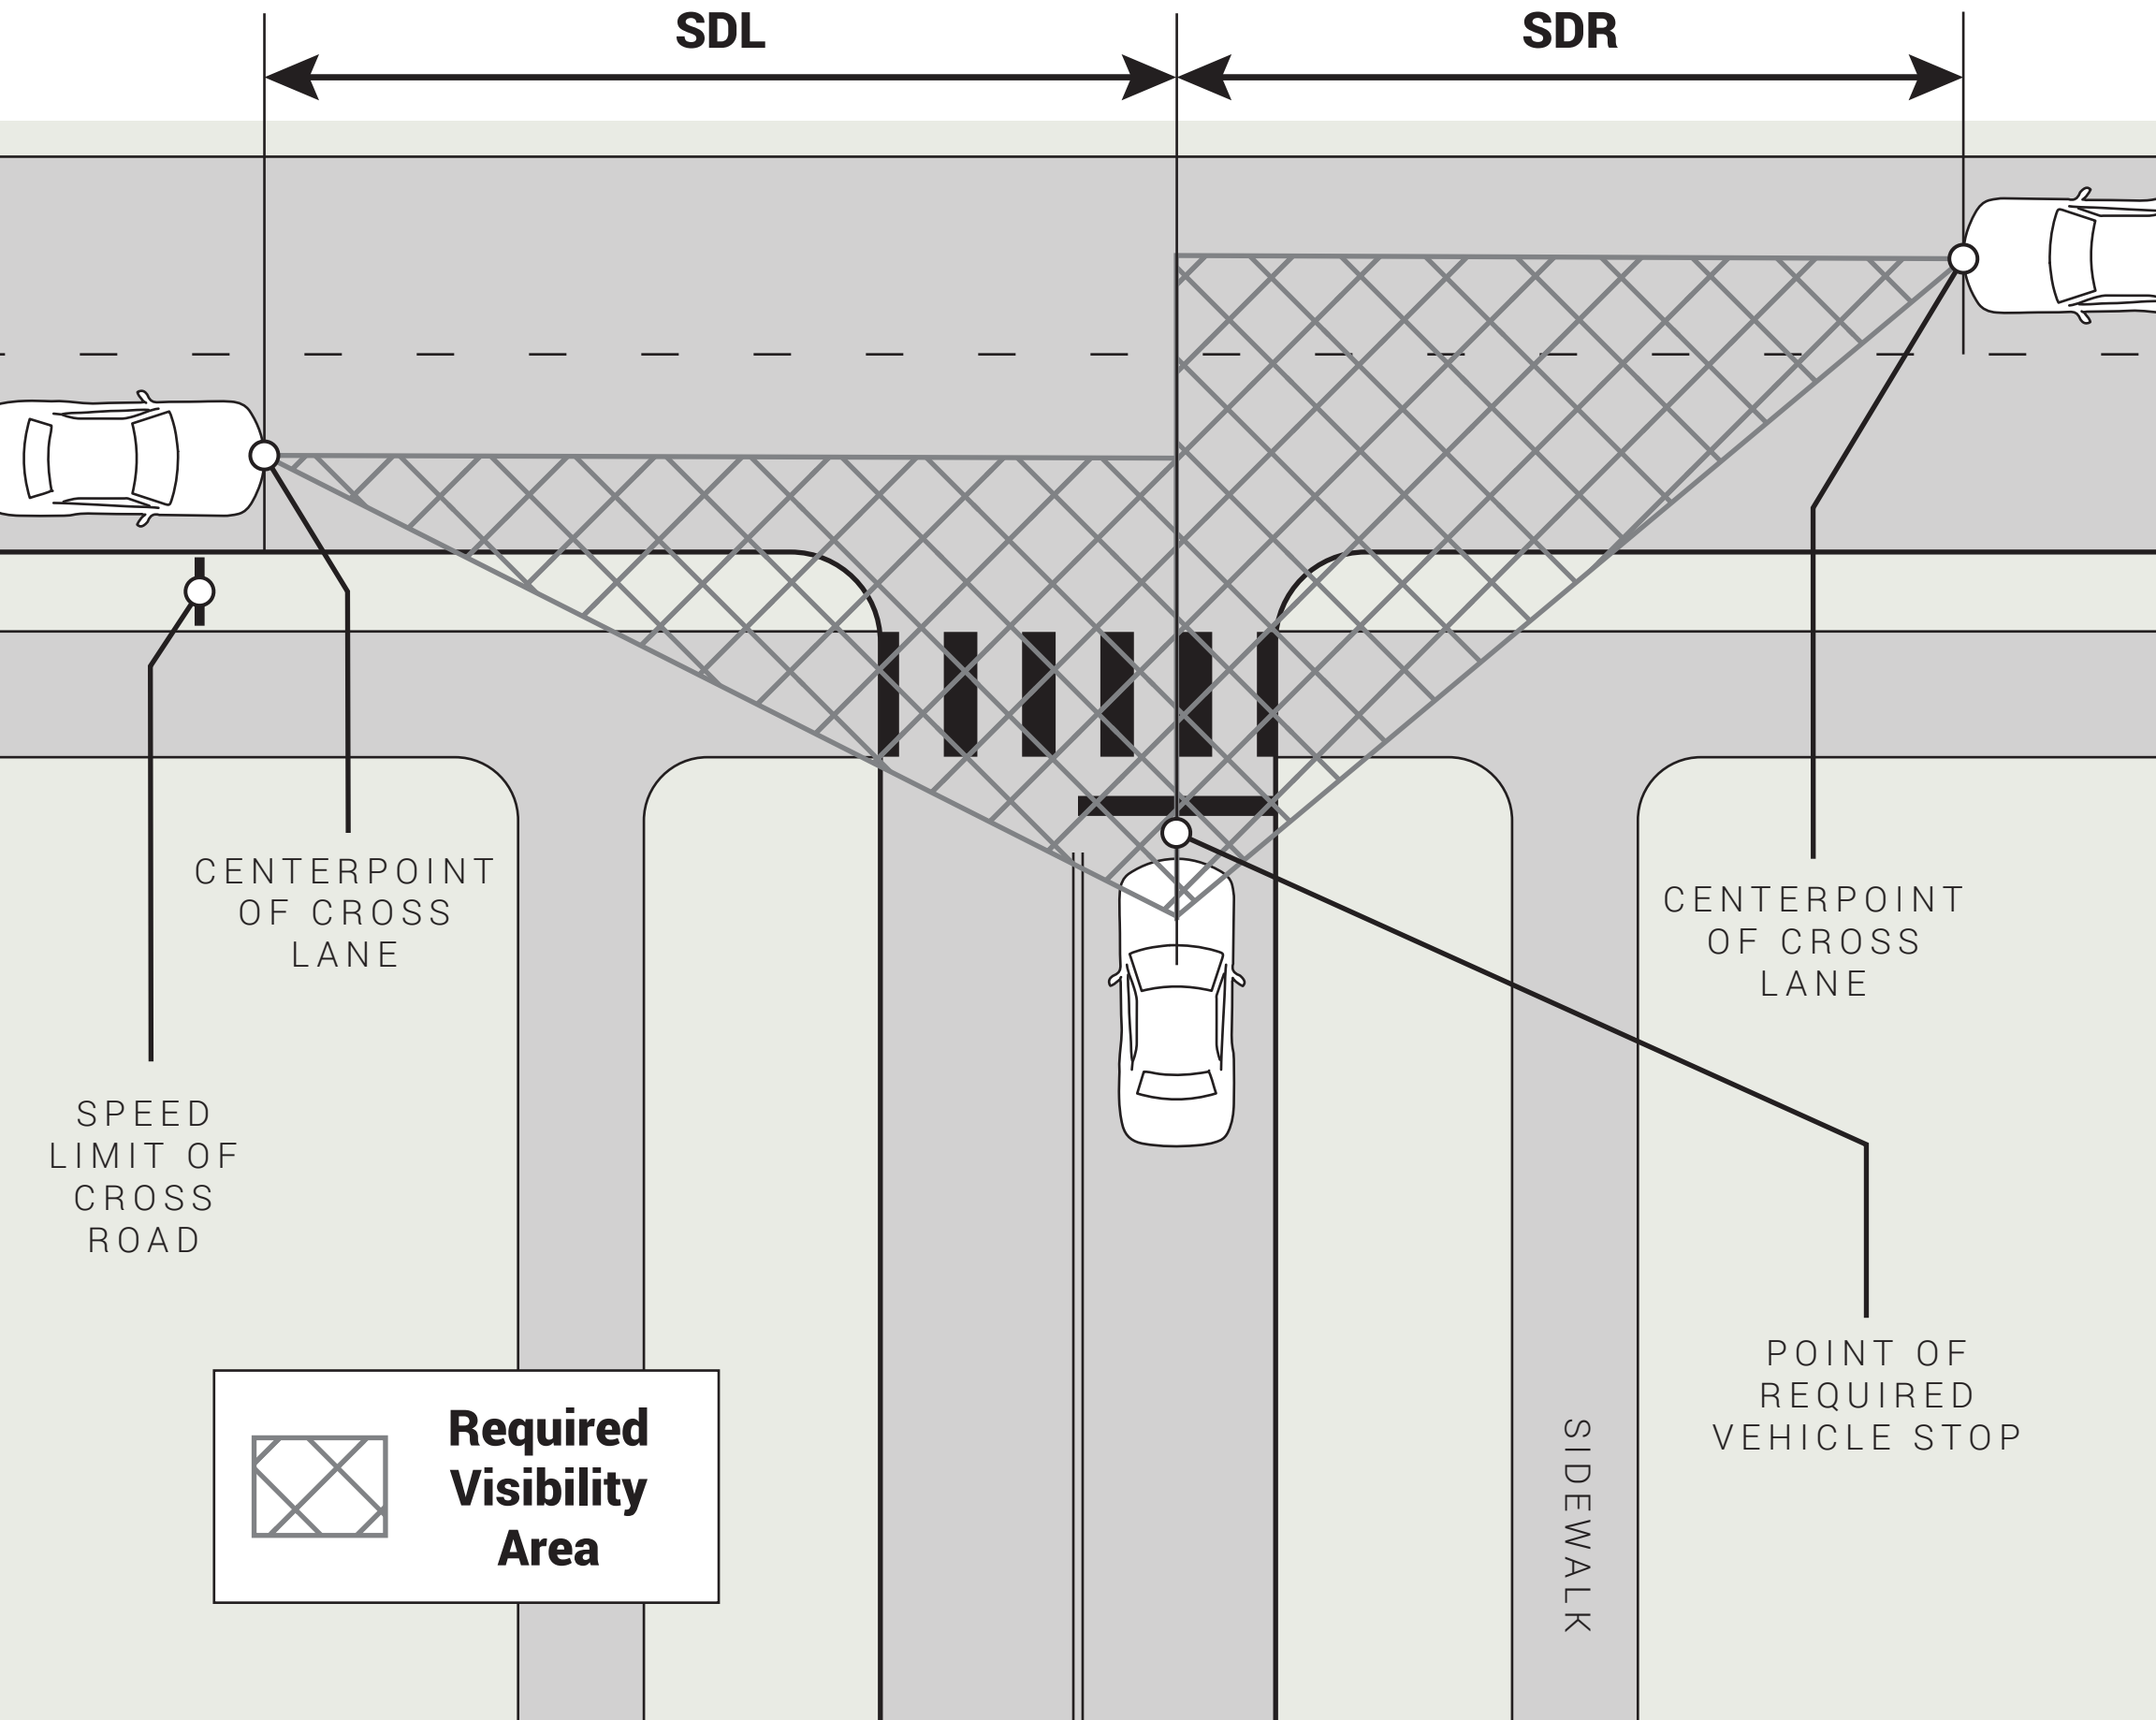 SDL
SDR
CENTERPOINT
OF CROSS
LANE
CENTERPOINT
OF CROSS
LANE
SPEED
LIMIT OF
CROSS
ROAD
POINT OF
REQUIRED
VEHICLE STOP
Required
Visibility
Area
SIDEWALK